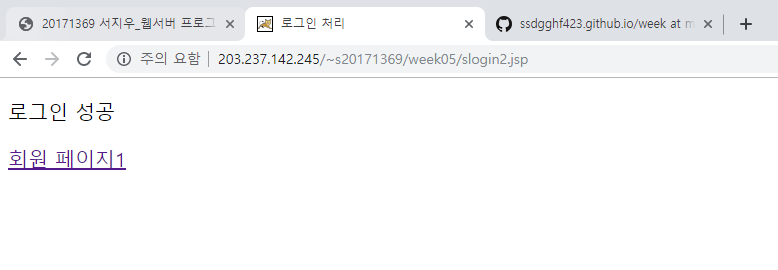 20171369 서지우_웹서버 프로그
로그인 처리
ssdgghf423.github.io/week at m
주의 요함 | 203.237.142.245/~s20171369/week05/slogin2.jsp
로그인 성공
회원 페이지1